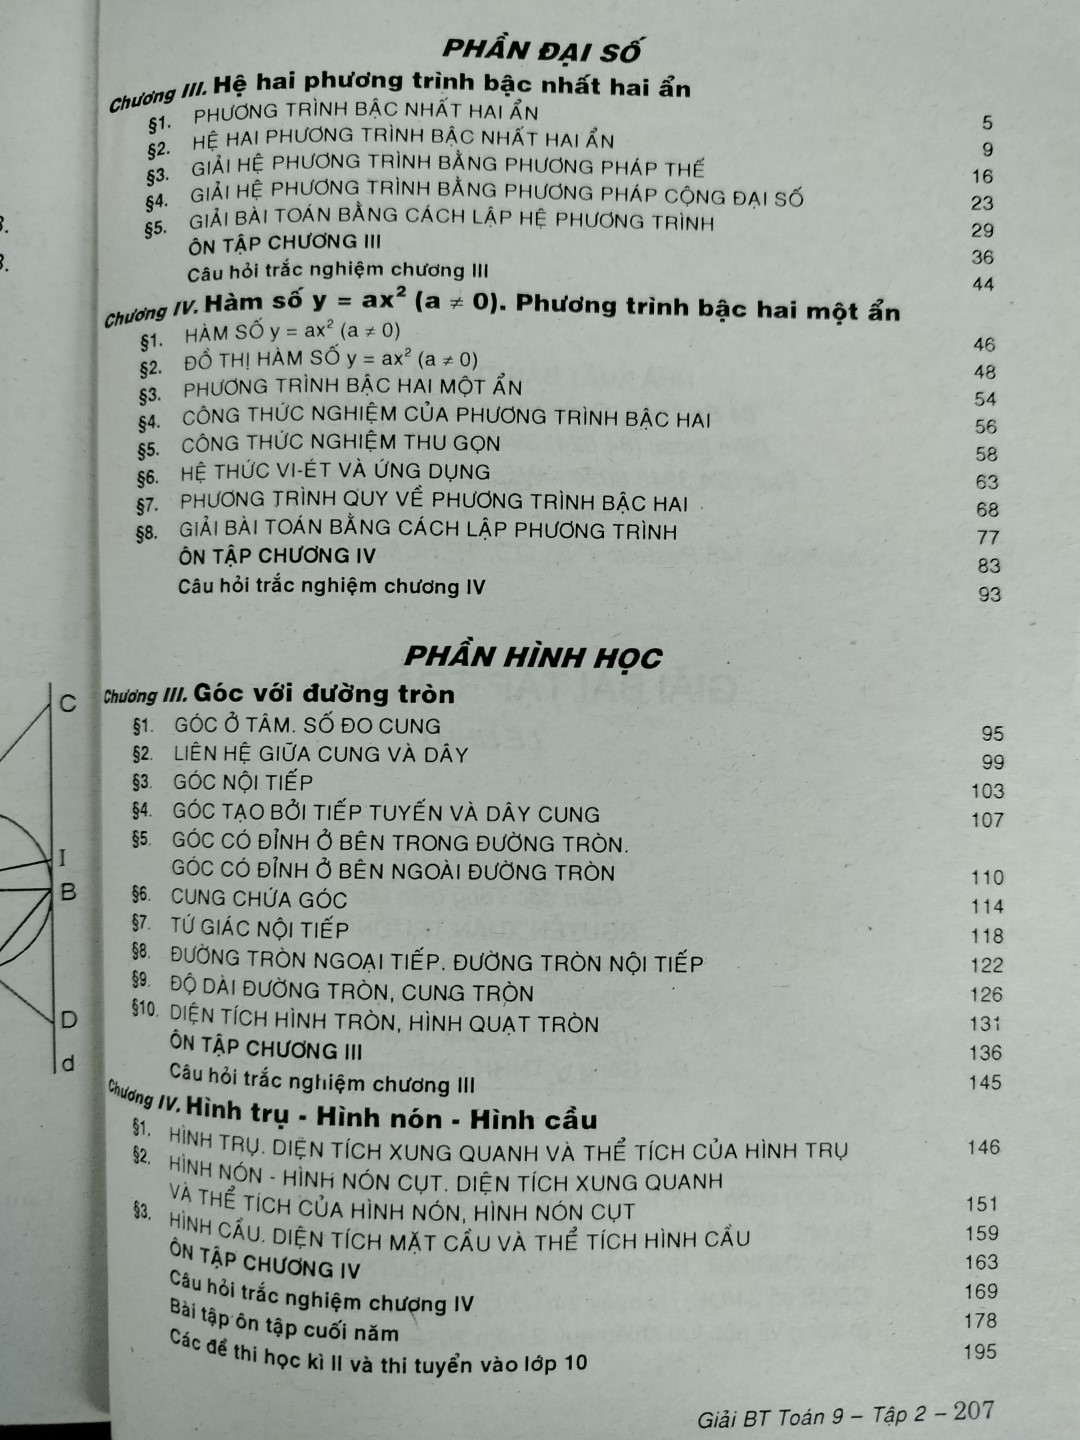 PHẦN ĐẠI SỐ
Chương III. Hệ hai phương trình bậc nhất hai ẩn
§1. PHƯƠNG TRÌNH BẬC NHẤT HAI ẨN 5
§2. HỆ HAI PHƯƠNG TRÌNH BẬC NHẤT HAI ẨN 9
§3. GIẢI HỆ PHƯƠNG TRÌNH BẰNG PHƯƠNG PHÁP THẾ 16
§4. GIẢI HỆ PHƯƠNG TRÌNH BẰNG PHƯƠNG PHÁP CỘNG ĐẠI SỐ 23
§5. GIẢI BÀI TOÁN BẰNG CÁCH LẬP HỆ PHƯƠNG TRÌNH 29
ÔN TẬP CHƯƠNG III 36
Câu hỏi trắc nghiệm chương III 44
Chương IV. Hàm số y = ax² (a ≠ 0). Phương trình bậc hai một ẩn
§1. HÀM SỐ y = ax² (a ≠ 0) 46
§2. ĐỒ THỊ HÀM SỐ y = ax² (a ≠ 0) 48
§3. PHƯƠNG TRÌNH BẬC HAI MỘT ẨN 54
§4. CÔNG THỨC NGHIỆM CỦA PHƯƠNG TRÌNH BẬC HAI 56
§5. CÔNG THỨC NGHIỆM THU GỌN 58
§6. HỆ THỨC VI-ÉT VÀ ỨNG DỤNG 63
§7. PHƯƠNG TRÌNH QUY VỀ PHƯƠNG TRÌNH BẬC HAI 68
§8. GIẢI BÀI TOÁN BẰNG CÁCH LẬP PHƯƠNG TRÌNH 77
ÔN TẬP CHƯƠNG IV 83
Câu hỏi trắc nghiệm chương IV 93
PHẦN HÌNH HỌC
Chương III. Góc với đường tròn
§1. GÓC Ở TÂM. SỐ ĐO CUNG 95
§2. LIÊN HỆ GIỮA CUNG VÀ DÂY 99
§3. GÓC NỘI TIẾP 103
§4. GÓC TẠO BỞI TIẾP TUYẾN VÀ DÂY CUNG 107
§5. GÓC CÓ ĐỈNH Ở BÊN TRONG ĐƯỜNG TRÒN.
GÓC CÓ ĐỈNH Ở BÊN NGOÀI ĐƯỜNG TRÒN 110
§6. CUNG CHỨA GÓC 114
§7. TỨ GIÁC NỘI TIẾP 118
§8. ĐƯỜNG TRÒN NGOẠI TIẾP. ĐƯỜNG TRÒN NỘI TIẾP 122
§9. ĐỘ DÀI ĐƯỜNG TRÒN, CUNG TRÒN 126
§10. DIỆN TÍCH HÌNH TRÒN, HÌNH QUẠT TRÒN 131
ÔN TẬP CHƯƠNG III 136
Câu hỏi trắc nghiệm chương III 145
Chương IV. Hình trụ - Hình nón - Hình cầu
§1. HÌNH TRỤ. DIỆN TÍCH XUNG QUANH VÀ THỂ TÍCH CỦA HÌNH TRỤ 146
§2. HÌNH NÓN - HÌNH NÓN CỤT. DIỆN TÍCH XUNG QUANH
VÀ THỂ TÍCH CỦA HÌNH NÓN, HÌNH NÓN CỤT 151
§3. HÌNH CẦU. DIỆN TÍCH MẶT CẦU VÀ THỂ TÍCH HÌNH CẦU 159
ÔN TẬP CHƯƠNG IV 163
Câu hỏi trắc nghiệm chương IV 169
Bài tập ôn tập cuối năm 178
Các đề thi học kì II và thi tuyển vào lớp 10 195
Giải BT Toán 9 – Tập 2 – 207
C
I
B
D
d